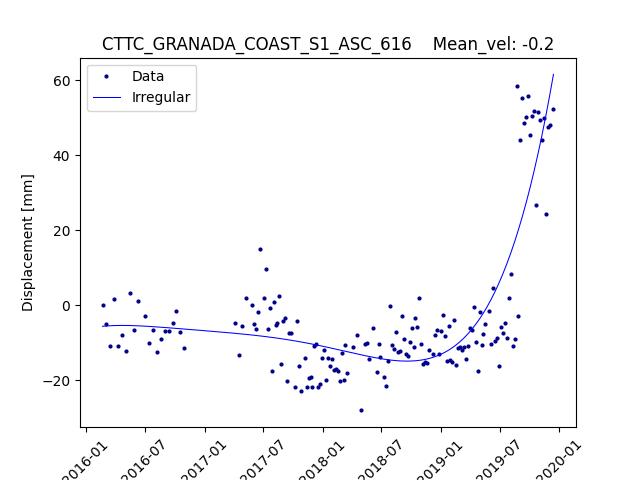 CTTC_GRANADA_COAST_S1_ASC_616    Mean_vel: -0.2
Data
Irregular
60
40
20
0
−20
Displacement [mm]
2016-01 2016-07 2017-01 2017-07 2018-01 2018-07 2019-01 2019-07 2020-01